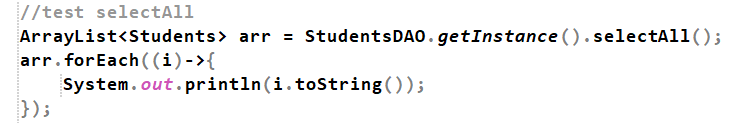 //test selectAll
ArrayList<Students> arr = StudentsDAO.getInstance().selectAll();
arr.forEach((i)->{
    System.out.println(i.toString());
});